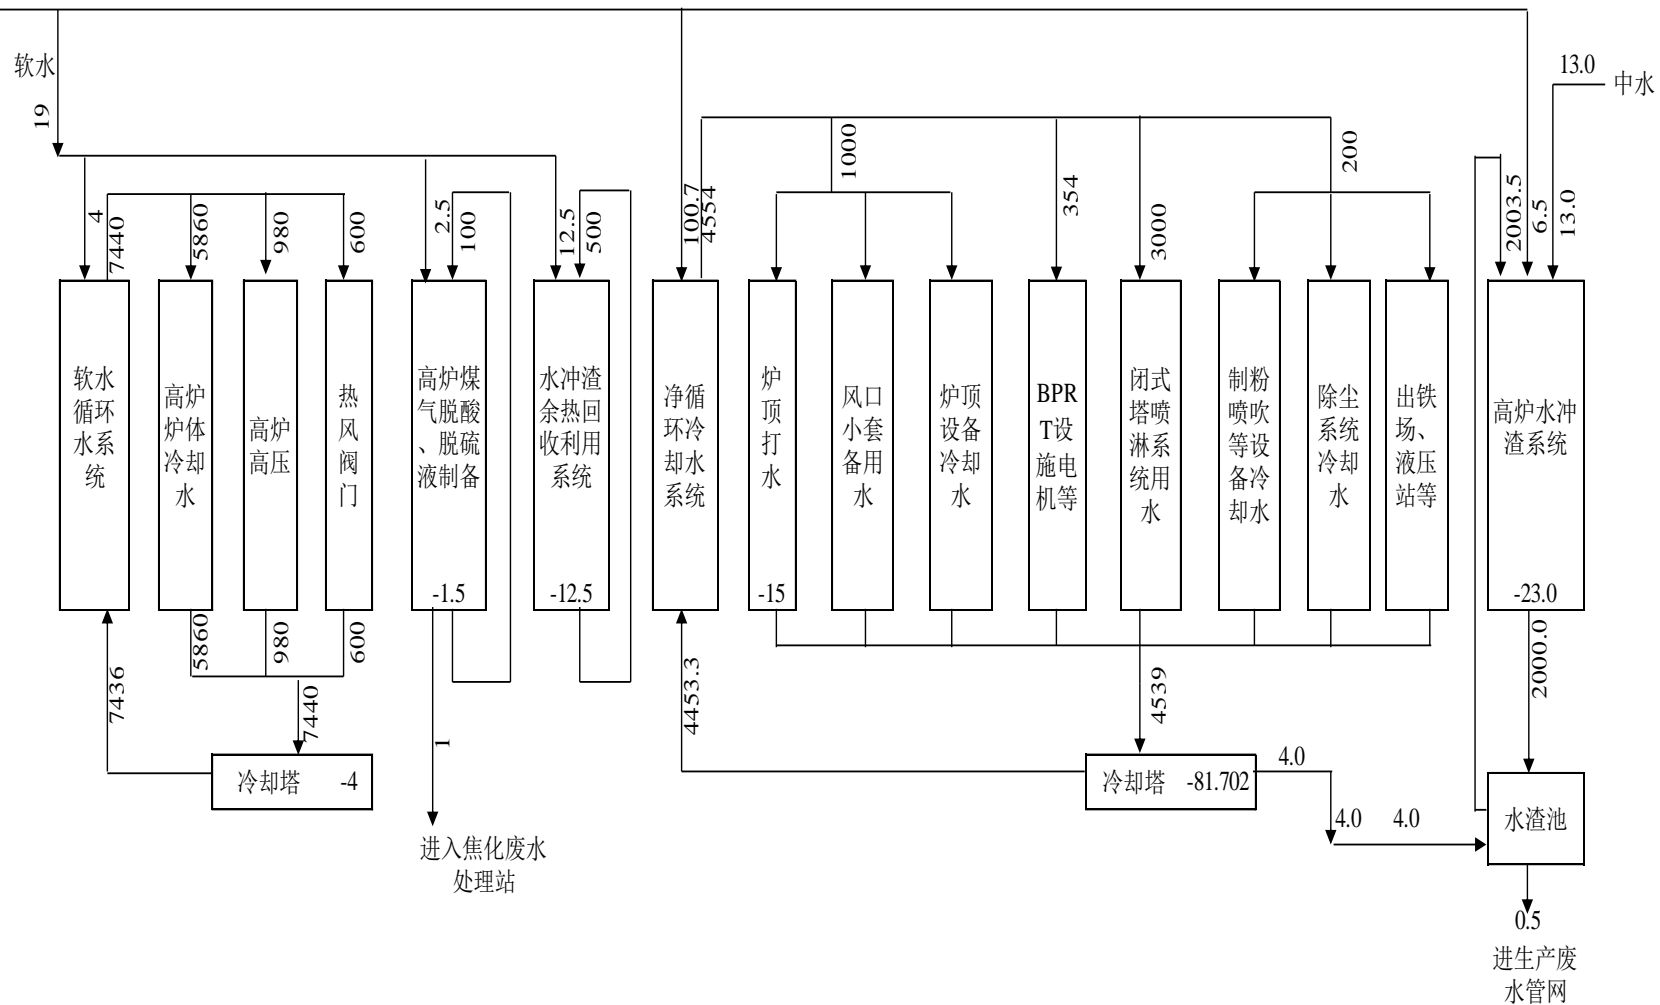 软水
19
13.0
中水
4
7440
5860
980
600
2.5
100
12.5
500
100.7
4554
1000
354
3000
200
2003.5
6.5
13.0
软水
循环
水系
统
高炉
炉体
冷却
水
高炉
高压
热
风
阀
门
高炉煤
气脱酸
、脱硫
液制备
-1.5
水冲渣
余热回
收利用
系统
-12.5
净循
环冷
却水
系统
炉
顶
打
水
-15
风口
小套
备用
水
炉顶
设备
冷却
水
BPR
T设
施电
机等
闭式
塔喷
淋系
统用
水
制粉
喷吹
等设
备冷
却水
除尘
系统
冷却
水
出铁
场、
液压
站等
高炉水冲
渣系统
-23.0
7436
5860
980
600
7440
1
4453.3
4539
2000.0
冷却塔 -4
冷却塔 -81.702
4.0
4.0
4.0
水渣池
进入焦化废水
处理站
0.5
进生产废
水管网